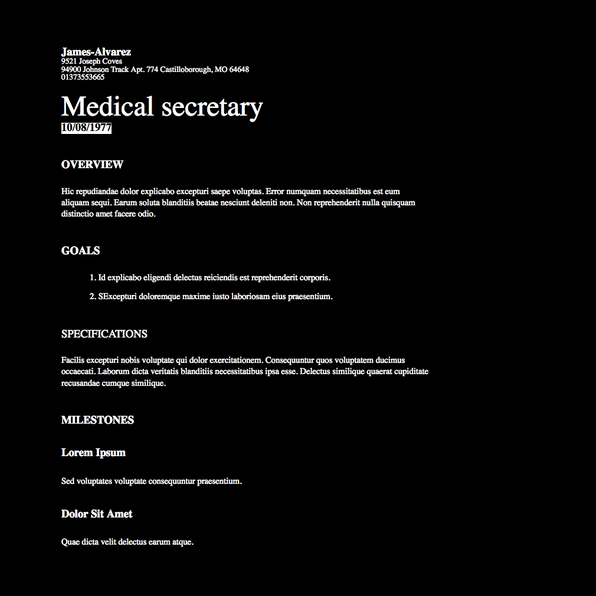 James-Alvarez
9521 Joseph Coves
94900 Johnson Track Apt. 774 Castilloborough, MO 64648
01373553665
Medical secretary
10/08/1977
OVERVIEW
Hic repudiandae dolor explicabo excepturi saepe voluptas. Error numquam necessitatibus est eum
aliquam sequi. Earum soluta blanditiis beatae nesciunt deleniti non. Non reprehenderit nulla quisquam
distinctio amet facere odio.
GOALS
1. Id explicabo eligendi delectus reiciendis est reprehenderit corporis.
2. SExcepturi doloremque maxime iusto laboriosam eius praesentium.
SPECIFICATIONS
Facilis excepturi nobis voluptate qui dolor exercitationem. Consequuntur quos voluptatem ducimus
occaecati. Laborum dicta veritatis blanditiis necessitatibus ipsa esse. Delectus similique quaerat cupiditate
recusandae cumque similique.
MILESTONES
Lorem Ipsum
Sed voluptates voluptate consequuntur praesentium.
Dolor Sit Amet
Quae dicta velit delectus earum atque.